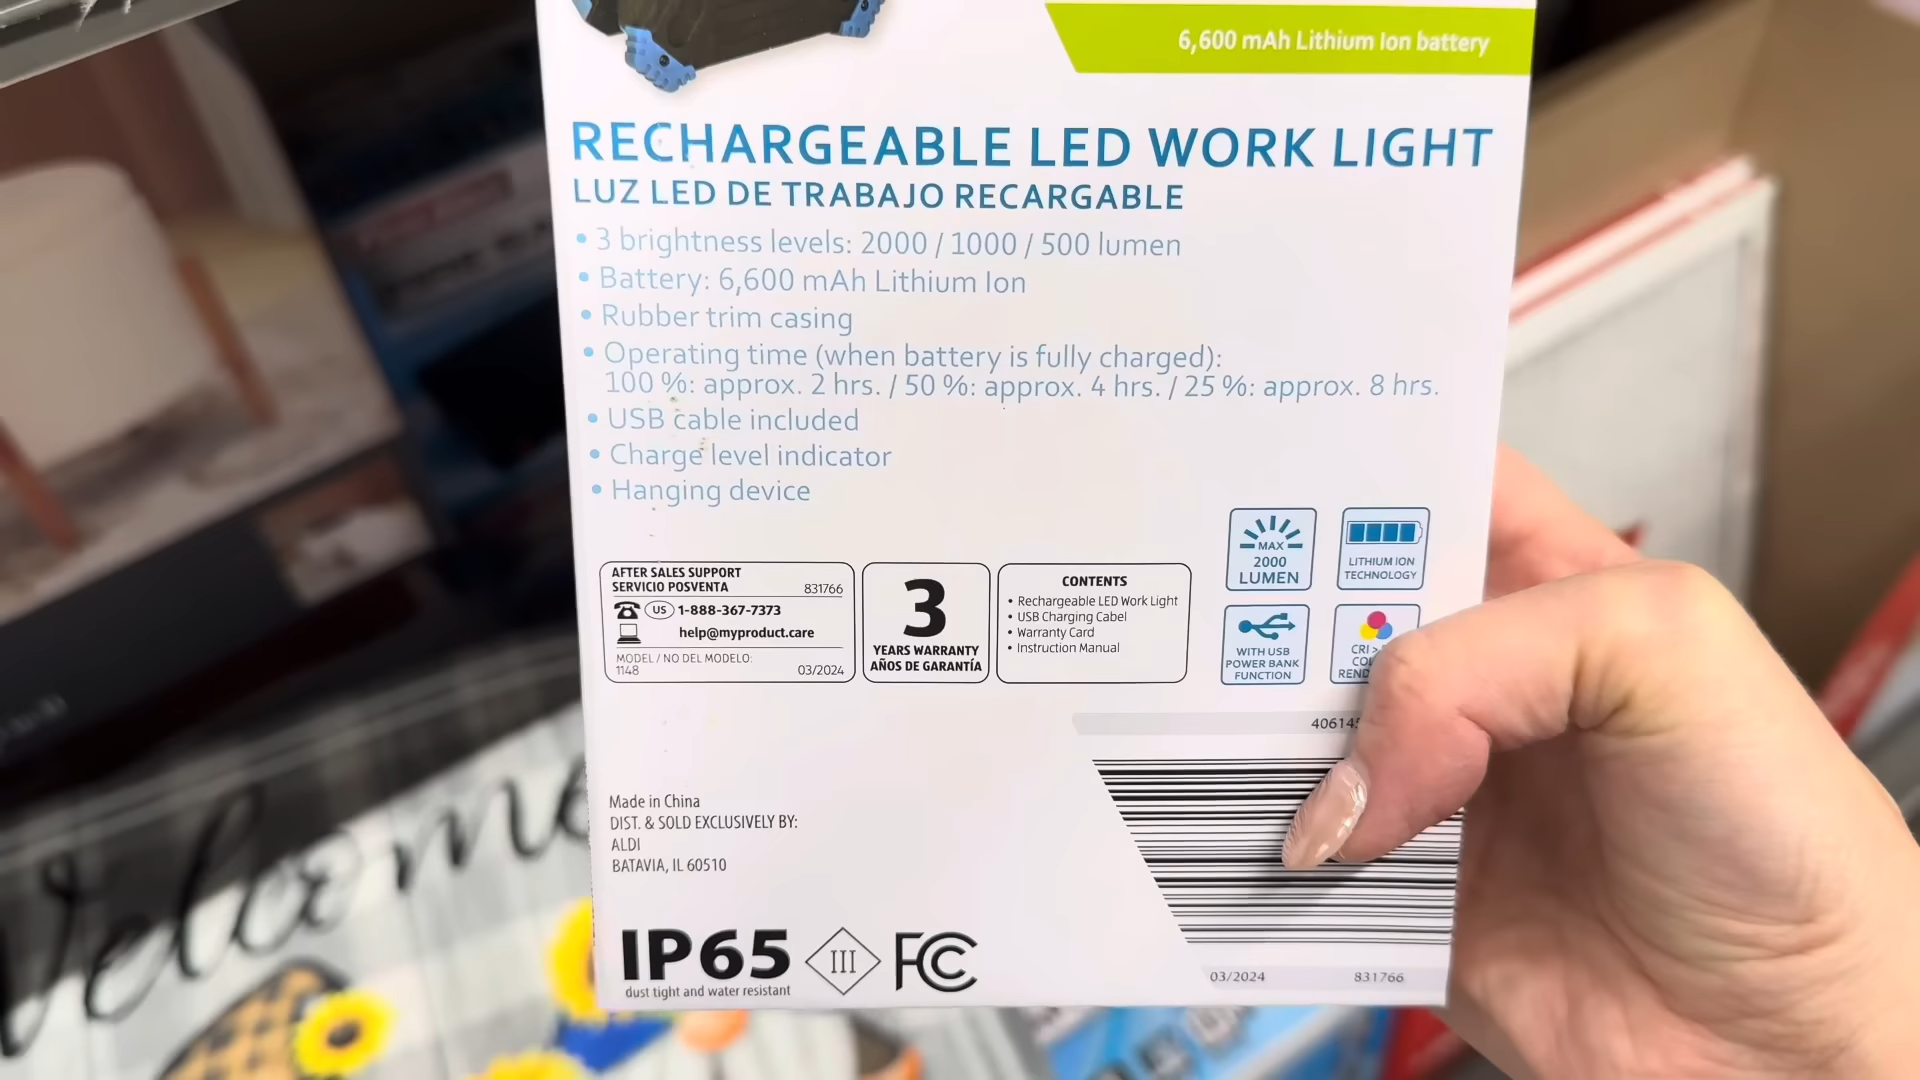 6,600 mAh Lithium Ion battery
RECHARGEABLE LED WORK LIGHT
LUZ LED DE TRABAJO RECARGABLE
• 3 brightness levels: 2000 / 1000 / 500 lumen
• Battery: 6,600 mAh Lithium Ion
• Rubber trim casing
• Operating time (when battery is fully charged):
100 %: approx. 2 hrs. / 50 %: approx. 4 hrs. / 25 %: approx. 8 hrs.
• USB cable included
• Charge level indicator
• Hanging device
MAX
2000
LUMEN
LITHIUM ION
TECHNOLOGY
AFTER SALES SUPPORT
SERVICIO POSVENTA 831766
US 1-888-367-7373
help@myproduct.care
MODEL / NO DEL MODELO:
1148 03/2024
3
YEARS WARRANTY
AÑOS DE GARANTÍA
CONTENTS
• Rechargeable LED Work Light
• USB Charging Cabel
• Warranty Card
• Instruction Manual
WITH USB
POWER BANK
FUNCTION
CRI >
Made in China
DIST. & SOLD EXCLUSIVELY BY:
ALDI
BATAVIA, IL 60510
IP65
dust tight and water resistant
III
FC
03/2024 831766
Welcome